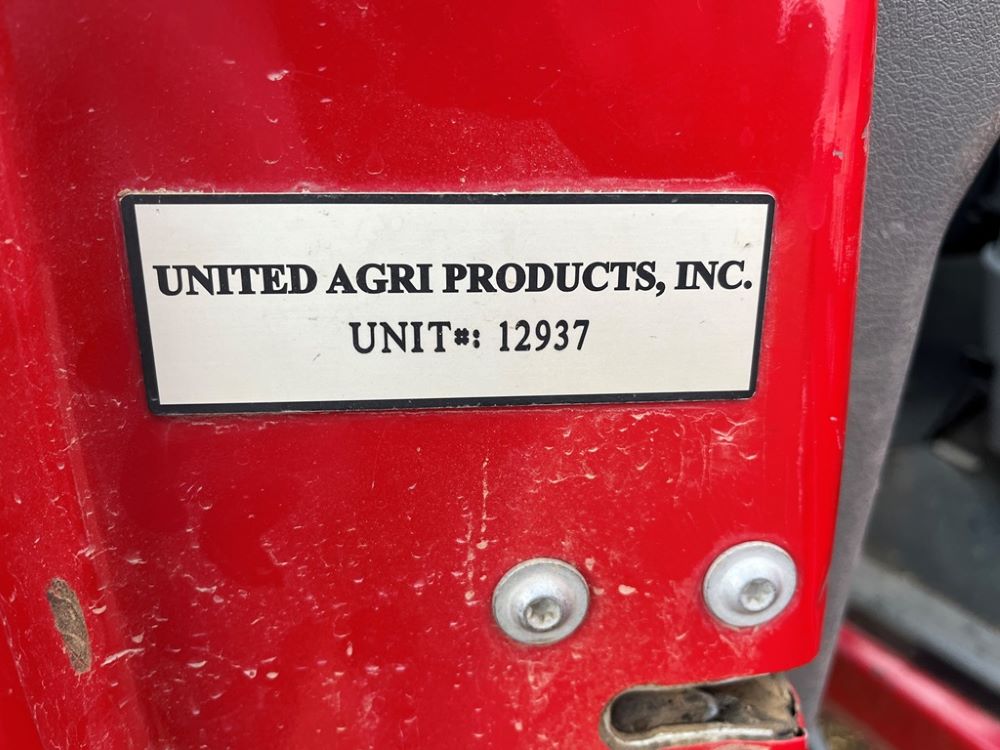 UNITED AGRI PRODUCTS, INC.
UNIT#: 12937